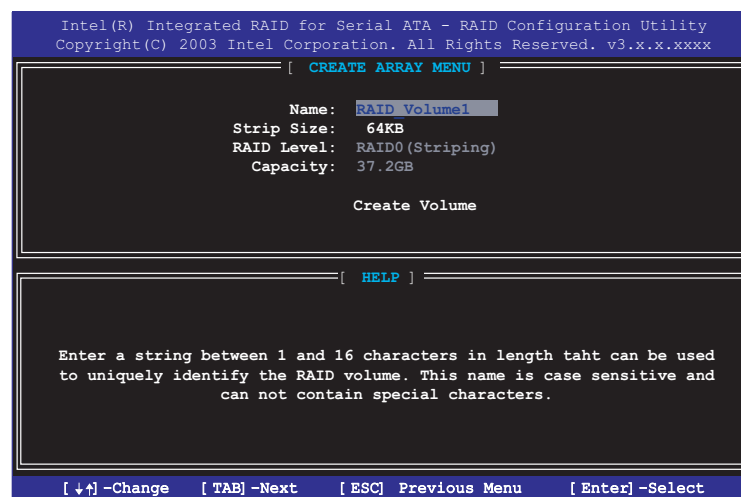 Intel(R) Integrated RAID for Serial ATA - RAID Configuration Utility
Copyright(C) 2003 Intel Corporation. All Rights Reserved. v3.x.x.xxxx
[ CREATE ARRAY MENU ]
Name: RAID_Volume1
Strip Size: 64KB
RAID Level: RAID0(Striping)
Capacity: 37.2GB
Create Volume
[ HELP ]
Enter a string between 1 and 16 characters in length taht can be used
to uniquely identify the RAID volume. This name is case sensitive and
can not contain special characters.
[↓↑]-Change [TAB]-Next [ESC] Previous Menu [Enter]-Select